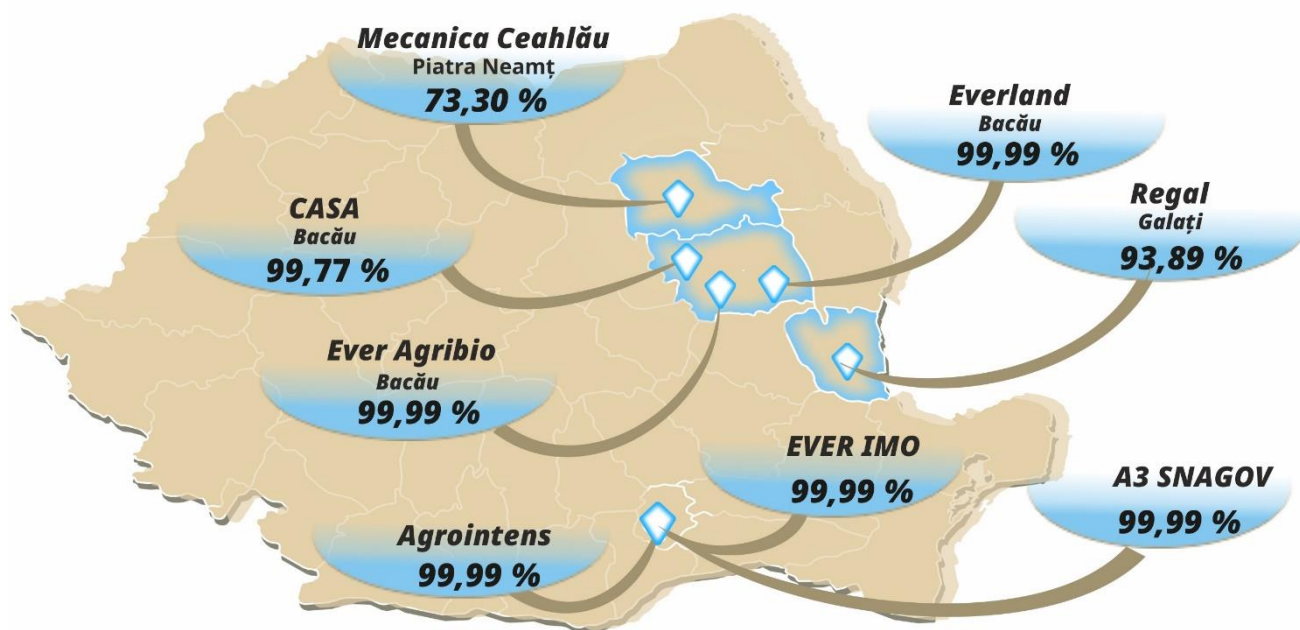 Mecanica Ceahlău
Piatra Neamț
73,30 %
Everland
Bacău
99,99 %
CASA
Bacău
99,77 %
Regal
Galați
93,89 %
Ever Agribio
Bacău
99,99 %
EVER IMO
99,99 %
A3 SNAGOV
99,99 %
Agrointens
99,99 %